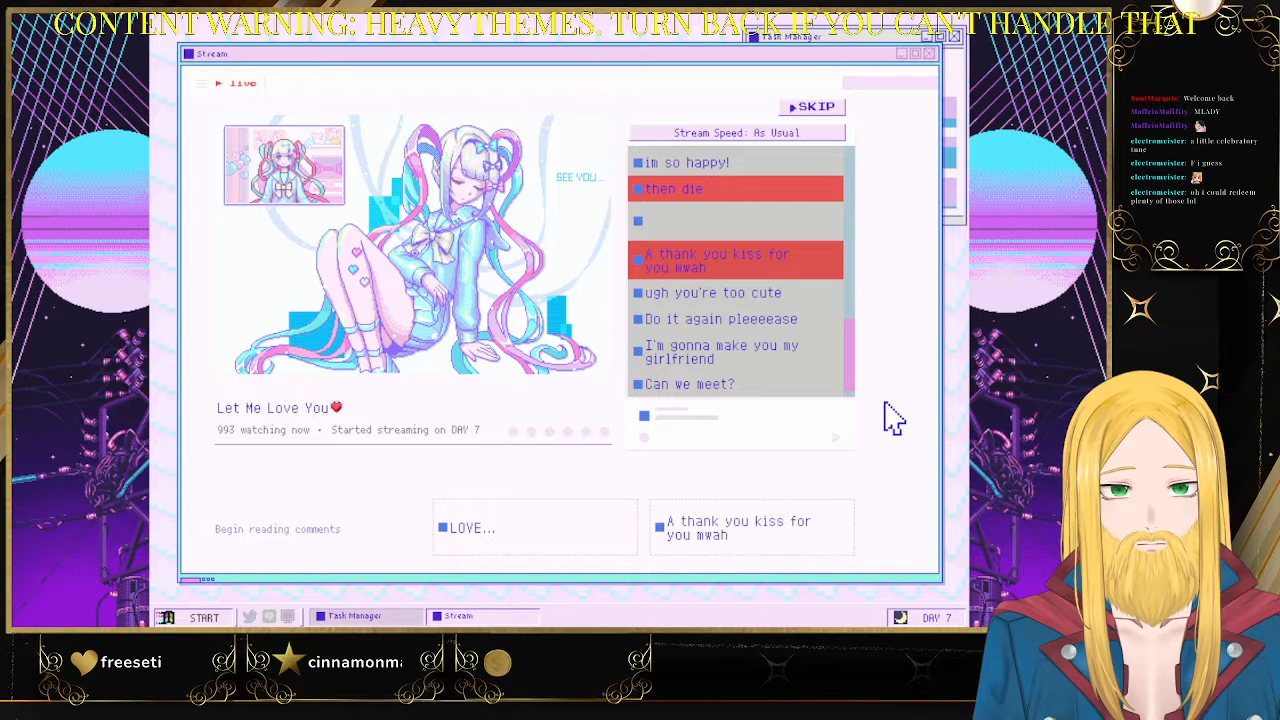 CONTENT WARNING: HEAVY THEMES. TURN BACK IF YOU CAN'T HANDLE THAT
Task Manager
Stream
live
SKIP
Stream Speed: As Usual
SEE YOU...
im so happy!
then die
A thank you kiss for
you mwah
ugh you're too cute
Do it again pleeeease
I'm gonna make you my
girlfriend
Can we meet?
Let Me Love You
993 watching now • Started streaming on DAY 7
Begin reading comments
LOVE...
A thank you kiss for
you mwah
START
Task Manager
Stream
DAY 7
Welcome back
MaffeioMafifity: MLADY
MaffeioMafifity:
electromeister: a little celebratory
tune
electromeister: F i guess
electromeister:
electromeister: oh i could redeem
plenty of those lol
freeseti
cinnamonm